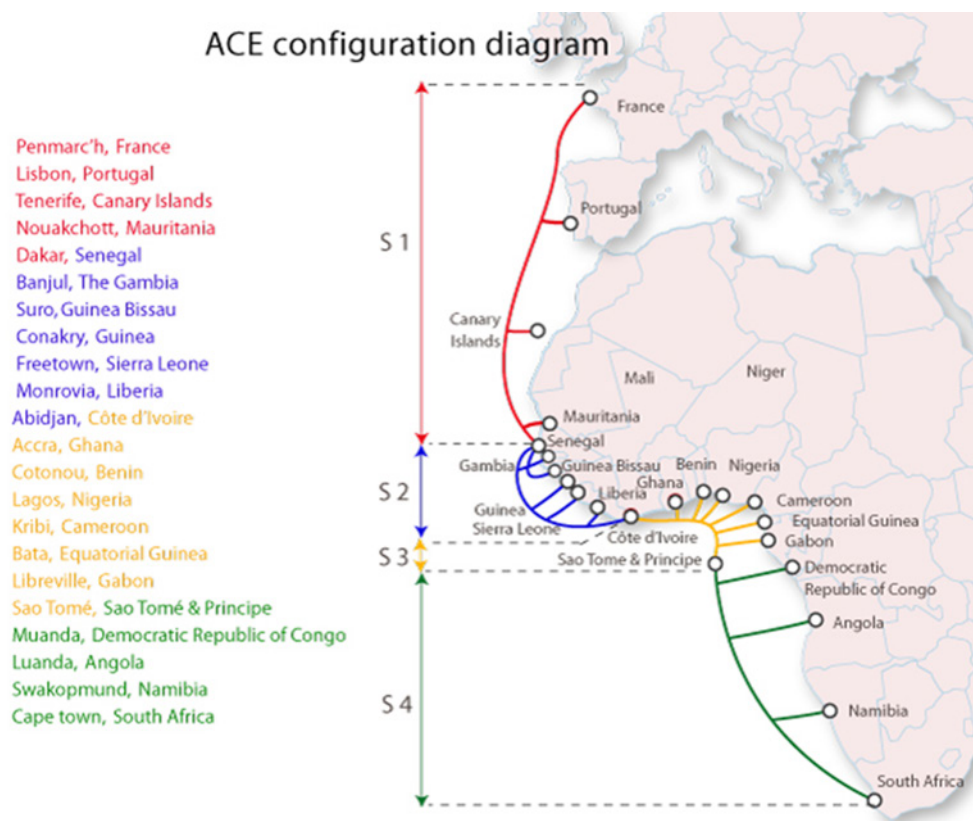 ACE configuration diagram
Penmarc'h, France
Lisbon, Portugal
Tenerife, Canary Islands
Nouakchott, Mauritania
Dakar, Senegal
Banjul, The Gambia
Suro, Guinea Bissau
Conakry, Guinea
Freetown, Sierra Leone
Monrovia, Liberia
Abidjan, Côte d'Ivoire
Accra, Ghana
Cotonou, Benin
Lagos, Nigeria
Kribi, Cameroon
Bata, Equatorial Guinea
Libreville, Gabon
Sao Tomé, Sao Tomé & Principe
Muanda, Democratic Republic of Congo
Luanda, Angola
Swakopmund, Namibia
Cape town, South Africa
S 1
S 2
S 3
S 4
France
Portugal
Canary
Islands
Mali
Niger
Mauritania
Senegal
Gambia
Guinea Bissau
Benin
Nigeria
Ghana
Liberia
Cameroon
Guinea
Sierra Leone
Equatorial Guinea
Côte d'Ivoire
Gabon
Sao Tome & Principe
Democratic
Republic of Congo
Angola
Namibia
South Africa